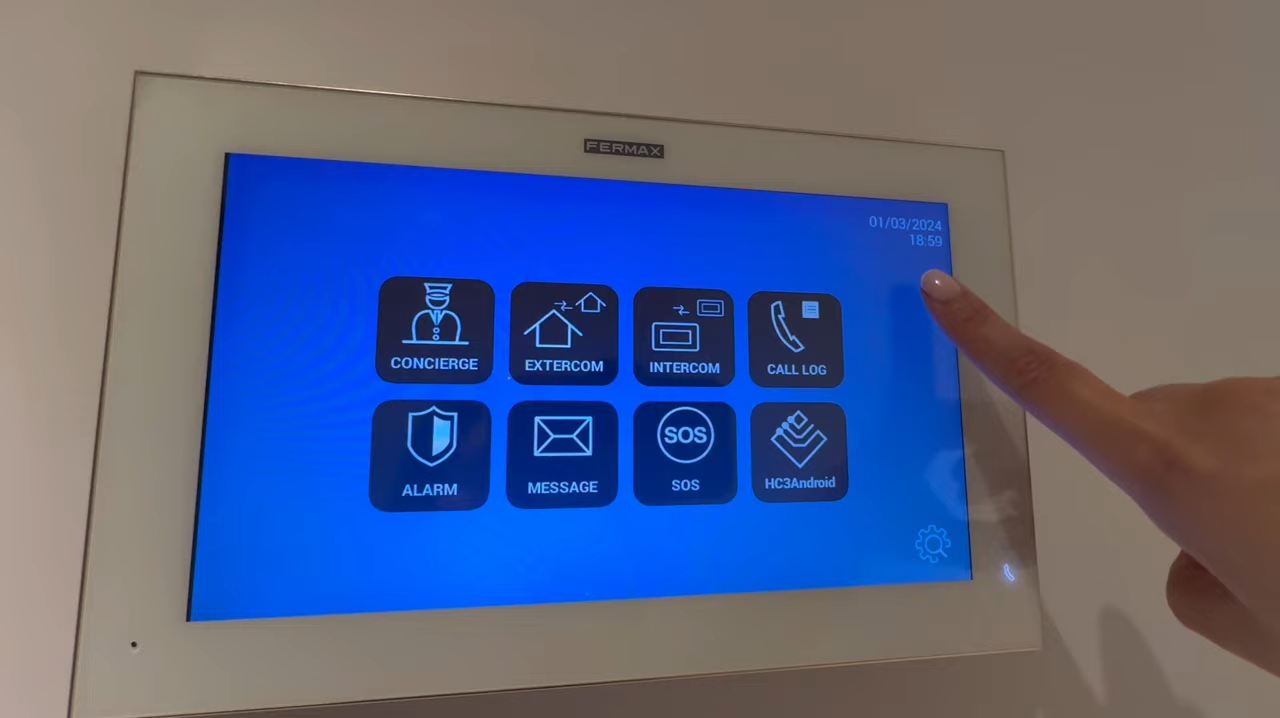 FERMAX
01/03/2024
18:59
CONCIERGE
EXTERCOM
INTERCOM
CALL LOG
ALARM
MESSAGE
SOS
SOS
HC3Android